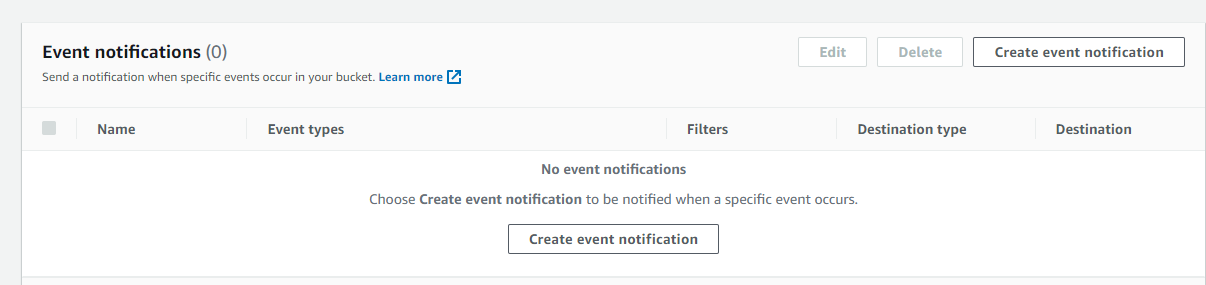 Event notifications (0)
Edit
Delete
Create event notification
Send a notification when specific events occur in your bucket. Learn more
Name
Event types
Filters
Destination type
Destination
No event notifications
Choose Create event notification to be notified when a specific event occurs.
Create event notification